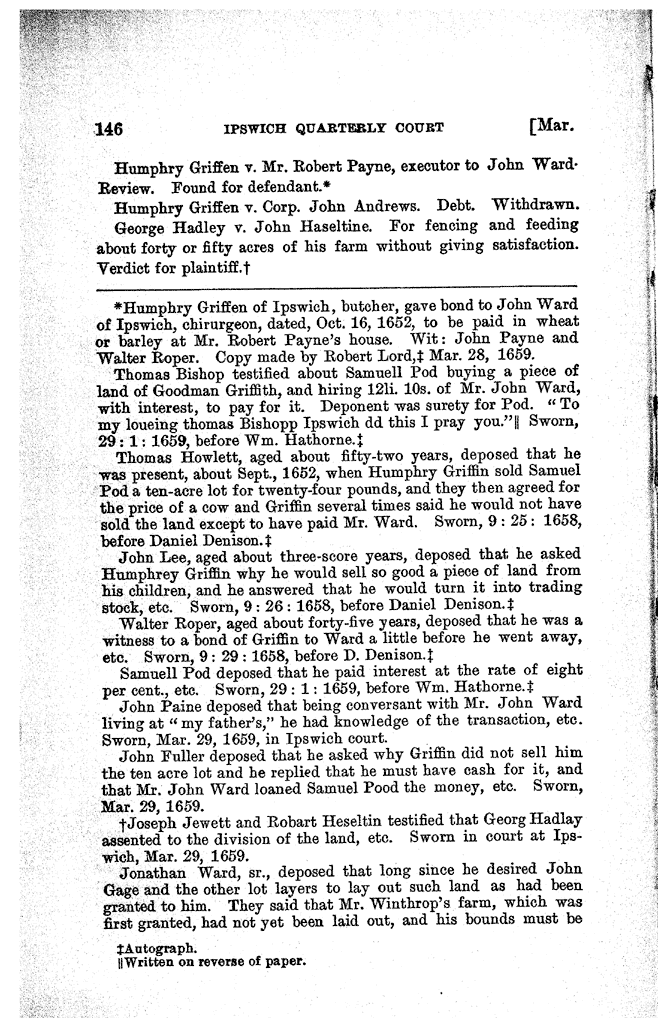 146 IPSWICH QUARTERLY COURT [Mar.
Humphry Griffen v. Mr. Robert Payne, executor to John Ward·
Review. Found for defendant.*
Humphry Griffen v. Corp. John Andrews. Debt. Withdrawn.
George Hadley v. John Haseltine. For fencing and feeding
about forty or fifty acres of his farm without giving satisfaction.
Verdict for plaintiff.†
*Humphry Griffen of Ipswich, butcher, gave bond to John Ward
of Ipswich, chirurgeon, dated, Oct. 16, 1652, to be paid in wheat
or barley at Mr. Robert Payne's house. Wit: John Payne and
Walter Roper. Copy made by Robert Lord,‡ Mar. 28, 1659.
Thomas Bishop testified about Samuell Pod buying a piece of
land of Goodman Griffith, and hiring 12li. 10s. of Mr. John Ward,
with interest, to pay for it. Deponent was surety for Pod. "To
my loueing thomas Bishopp Ipswich dd this I pray you."‖ Sworn,
29 : 1 : 1659, before Wm. Hathorne.‡
Thomas Howlett, aged about fifty-two years, deposed that he
was present, about Sept., 1652, when Humphry Griffin sold Samuel
Pod a ten-acre lot for twenty-four pounds, and they then agreed for
the price of a cow and Griffin several times said he would not have
sold the land except to have paid Mr. Ward. Sworn, 9 : 25 : 1658,
before Daniel Denison.‡
John Lee, aged about three-score years, deposed that he asked
Humphrey Griffin why he would sell so good a piece of land from
his children, and he answered that he would turn it into trading
stock, etc. Sworn, 9 : 26 : 1658, before Daniel Denison.‡
Walter Roper, aged about forty-five years, deposed that he was a
witness to a bond of Griffin to Ward a little before he went away,
etc. Sworn, 9 : 29 : 1658, before D. Denison.‡
Samuell Pod deposed that he paid interest at the rate of eight
per cent., etc. Sworn, 29 : 1 : 1659, before Wm. Hathorne.‡
John Paine deposed that being conversant with Mr. John Ward
living at "my father's," he had knowledge of the transaction, etc.
Sworn, Mar. 29, 1659, in Ipswich court.
John Fuller deposed that he asked why Griffin did not sell him
the ten acre lot and he replied that he must have cash for it, and
that Mr. John Ward loaned Samuel Pood the money, etc. Sworn,
Mar. 29, 1659.
†Joseph Jewett and Robart Heseltin testified that Georg Hadlay
assented to the division of the land, etc. Sworn in court at Ips-
wich, Mar. 29, 1659.
Jonathan Ward, sr., deposed that long since he desired John
Gage and the other lot layers to lay out such land as had been
granted to him. They said that Mr. Winthrop's farm, which was
first granted, had not yet been laid out, and his bounds must be
‡Autograph.
‖Written on reverse of paper.